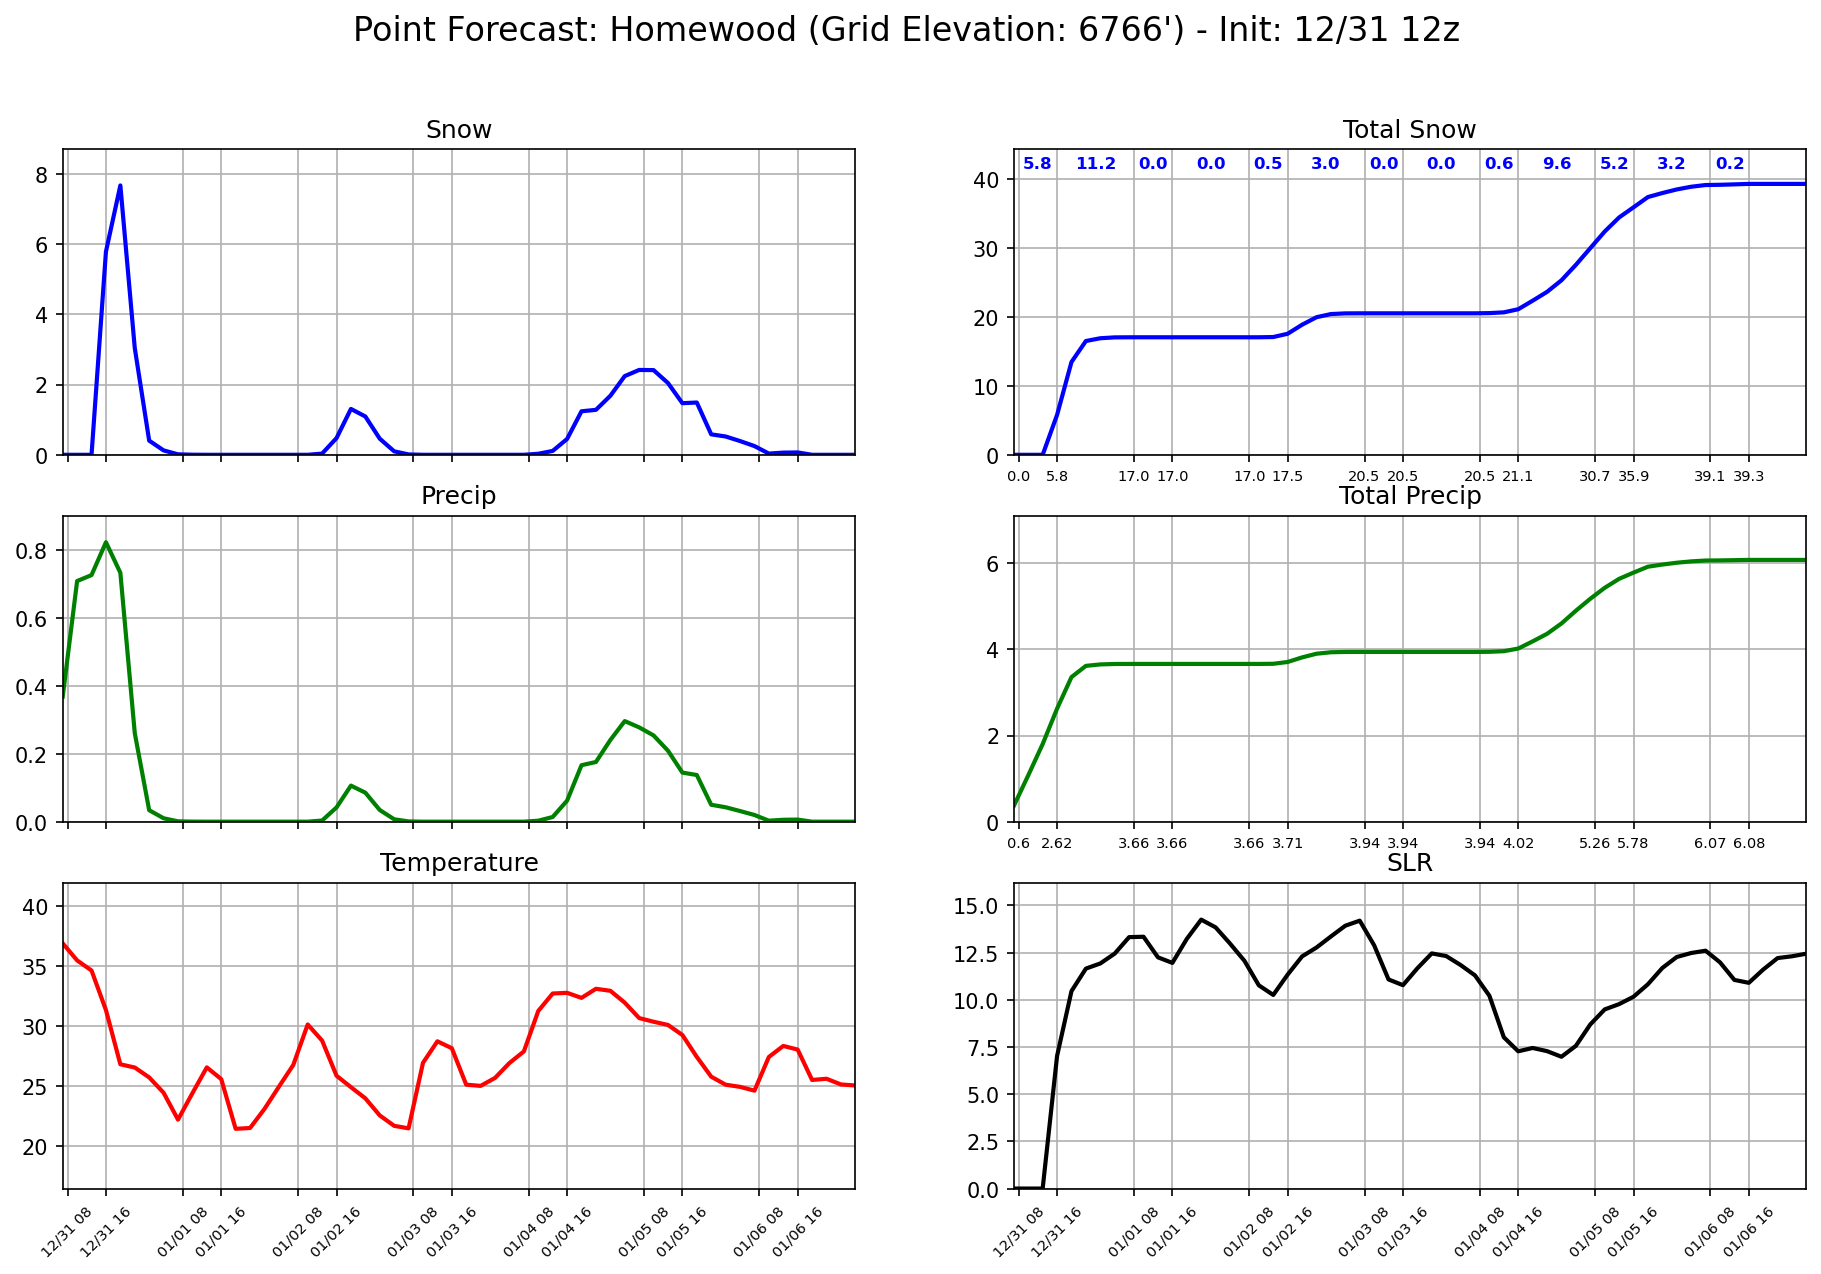 Point Forecast: Homewood (Grid Elevation: 6766') - Init: 12/31 12z
Snow
8
6
4
2
0
Total Snow
5.8 11.2 0.0 0.0 0.5 3.0 0.0 0.0 0.6 9.6 5.2 3.2 0.2
40
30
20
10
0
0.0 5.8 17.0 17.0 17.0 17.5 20.5 20.5 20.5 21.1 30.7 35.9 39.1 39.3
Precip
0.8
0.6
0.4
0.2
0.0
Total Precip
6
4
2
0
0.6 2.62 3.66 3.66 3.66 3.71 3.94 3.94 3.94 4.02 5.26 5.78 6.07 6.08
Temperature
40
35
30
25
20
12/31 08 12/31 16 01/01 08 01/01 16 01/02 08 01/02 16 01/03 08 01/03 16 01/04 08 01/04 16 01/05 08 01/05 16 01/06 08 01/06 16
SLR
15.0
12.5
10.0
7.5
5.0
2.5
0.0
12/31 08 12/31 16 01/01 08 01/01 16 01/02 08 01/02 16 01/03 08 01/03 16 01/04 08 01/04 16 01/05 08 01/05 16 01/06 08 01/06 16